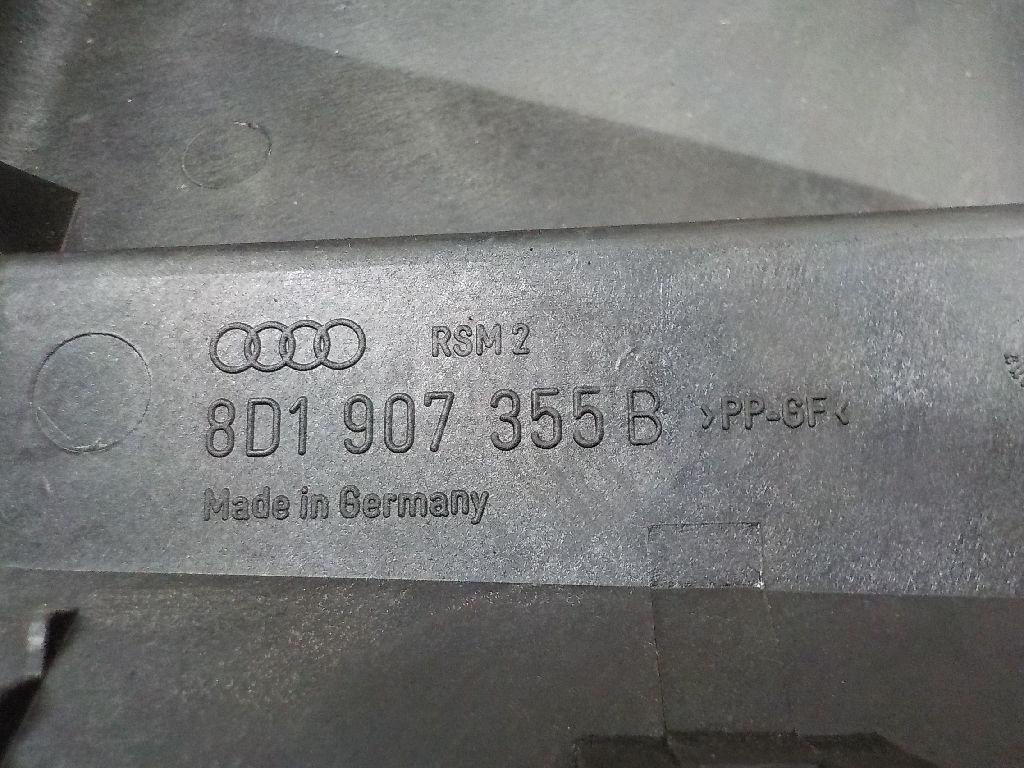 RSM 2
8D1 907 355 B >PP-GF<
Made in Germany